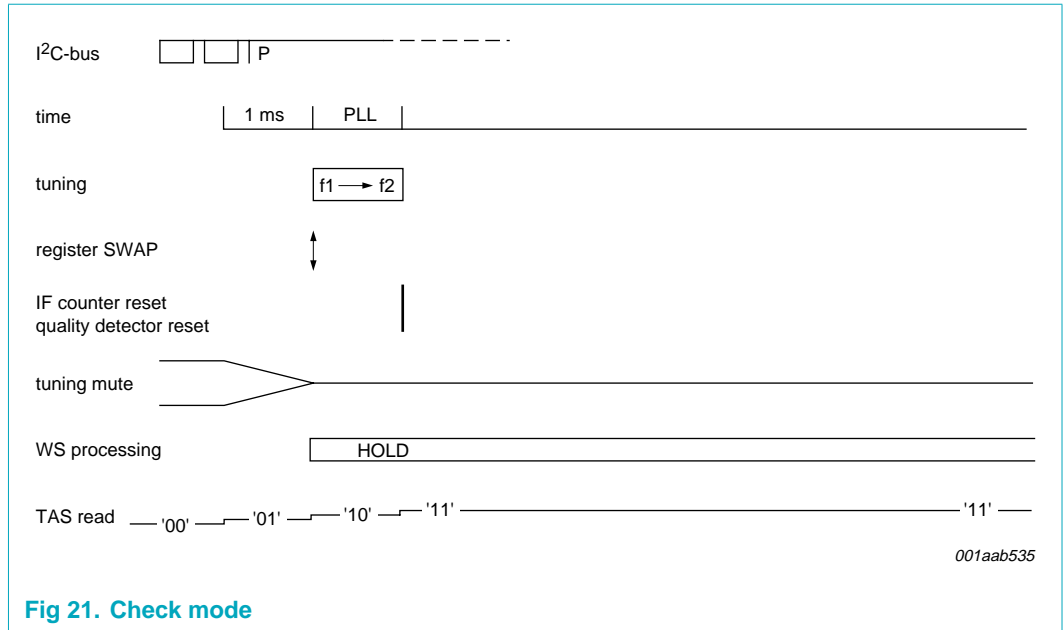 I²C-bus P
time 1 ms PLL
tuning f1 → f2
register SWAP
IF counter reset
quality detector reset
tuning mute
WS processing HOLD
TAS read '00' '01' '10' '11' '11'
001aab535
Fig 21. Check mode